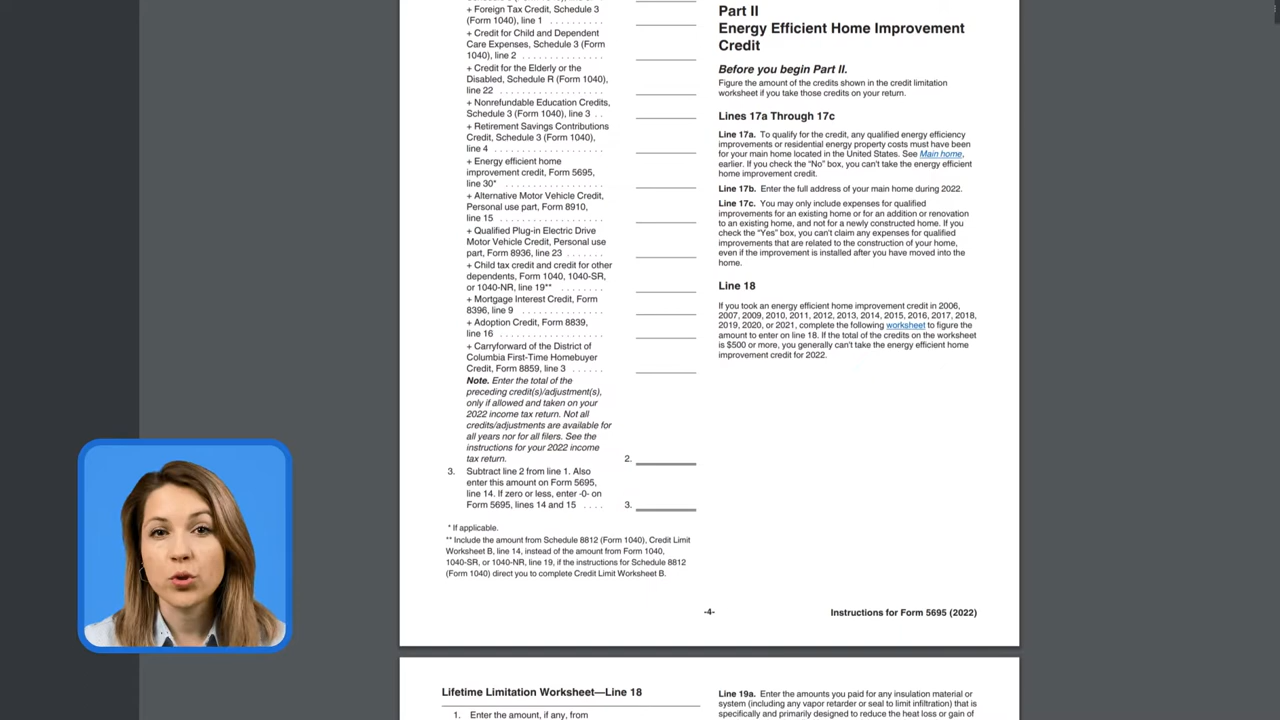 + Foreign Tax Credit, Schedule 3
(Form 1040), line 1 . . . . . . . . . .
+ Credit for Child and Dependent
Care Expenses, Schedule 3 (Form
1040), line 2 . . . . . . . . . . . . . . .
+ Credit for the Elderly or the
Disabled, Schedule R (Form 1040),
line 22 . . . . . . . . . . . . . . . . . . .
+ Nonrefundable Education Credits,
Schedule 3 (Form 1040), line 3 . .
+ Retirement Savings Contributions
Credit, Schedule 3 (Form 1040),
line 4 . . . . . . . . . . . . . . . . . . . .
+ Energy efficient home
improvement credit, Form 5695,
line 30* . . . . . . . . . . . . . . . . . .
+ Alternative Motor Vehicle Credit,
Personal use part, Form 8910,
line 15 . . . . . . . . . . . . . . . . . . .
+ Qualified Plug-in Electric Drive
Motor Vehicle Credit, Personal use
part, Form 8936, line 23 . . . . . . .
+ Child tax credit and credit for other
dependents, Form 1040, 1040-SR,
or 1040-NR, line 19** . . . . . . . .
+ Mortgage Interest Credit, Form
8396, line 9 . . . . . . . . . . . . . . .
+ Adoption Credit, Form 8839,
line 16 . . . . . . . . . . . . . . . . . . .
+ Carryforward of the District of
Columbia First-Time Homebuyer
Credit, Form 8859, line 3 . . . . . .
Note. Enter the total of the
preceding credit(s)/adjustment(s),
only if allowed and taken on your
2022 income tax return. Not all
credits/adjustments are available for
all years nor for all filers. See the
instructions for your 2022 income
tax return. 2.
3. Subtract line 2 from line 1. Also
enter this amount on Form 5695,
line 14. If zero or less, enter -0- on
Form 5695, lines 14 and 15 . . . . 3.
* If applicable.
** Include the amount from Schedule 8812 (Form 1040), Credit Limit
Worksheet B, line 14, instead of the amount from Form 1040,
1040-SR, or 1040-NR, line 19, if the instructions for Schedule 8812
(Form 1040) direct you to complete Credit Limit Worksheet B.
Part II
Energy Efficient Home Improvement
Credit
Before you begin Part II.
Figure the amount of the credits shown in the credit limitation
worksheet if you take those credits on your return.
Lines 17a Through 17c
Line 17a. To qualify for the credit, any qualified energy efficiency
improvements or residential energy property costs must have been
for your main home located in the United States. See Main home,
earlier. If you check the “No” box, you can't take the energy efficient
home improvement credit.
Line 17b. Enter the full address of your main home during 2022.
Line 17c. You may only include expenses for qualified
improvements for an existing home or for an addition or renovation
to an existing home, and not for a newly constructed home. If you
check the “Yes” box, you can't claim any expenses for qualified
improvements that are related to the construction of your home,
even if the improvement is installed after you have moved into the
home.
Line 18
If you took an energy efficient home improvement credit in 2006,
2007, 2009, 2010, 2011, 2012, 2013, 2014, 2015, 2016, 2017, 2018,
2019, 2020, or 2021, complete the following worksheet to figure the
amount to enter on line 18. If the total of the credits on the worksheet
is $500 or more, you generally can't take the energy efficient home
improvement credit for 2022.
-4- Instructions for Form 5695 (2022)
Lifetime Limitation Worksheet—Line 18
1. Enter the amount, if any, from
Line 19a. Enter the amounts you paid for any insulation material or
system (including any vapor retarder or seal to limit infiltration) that is
specifically and primarily designed to reduce the heat loss or gain of